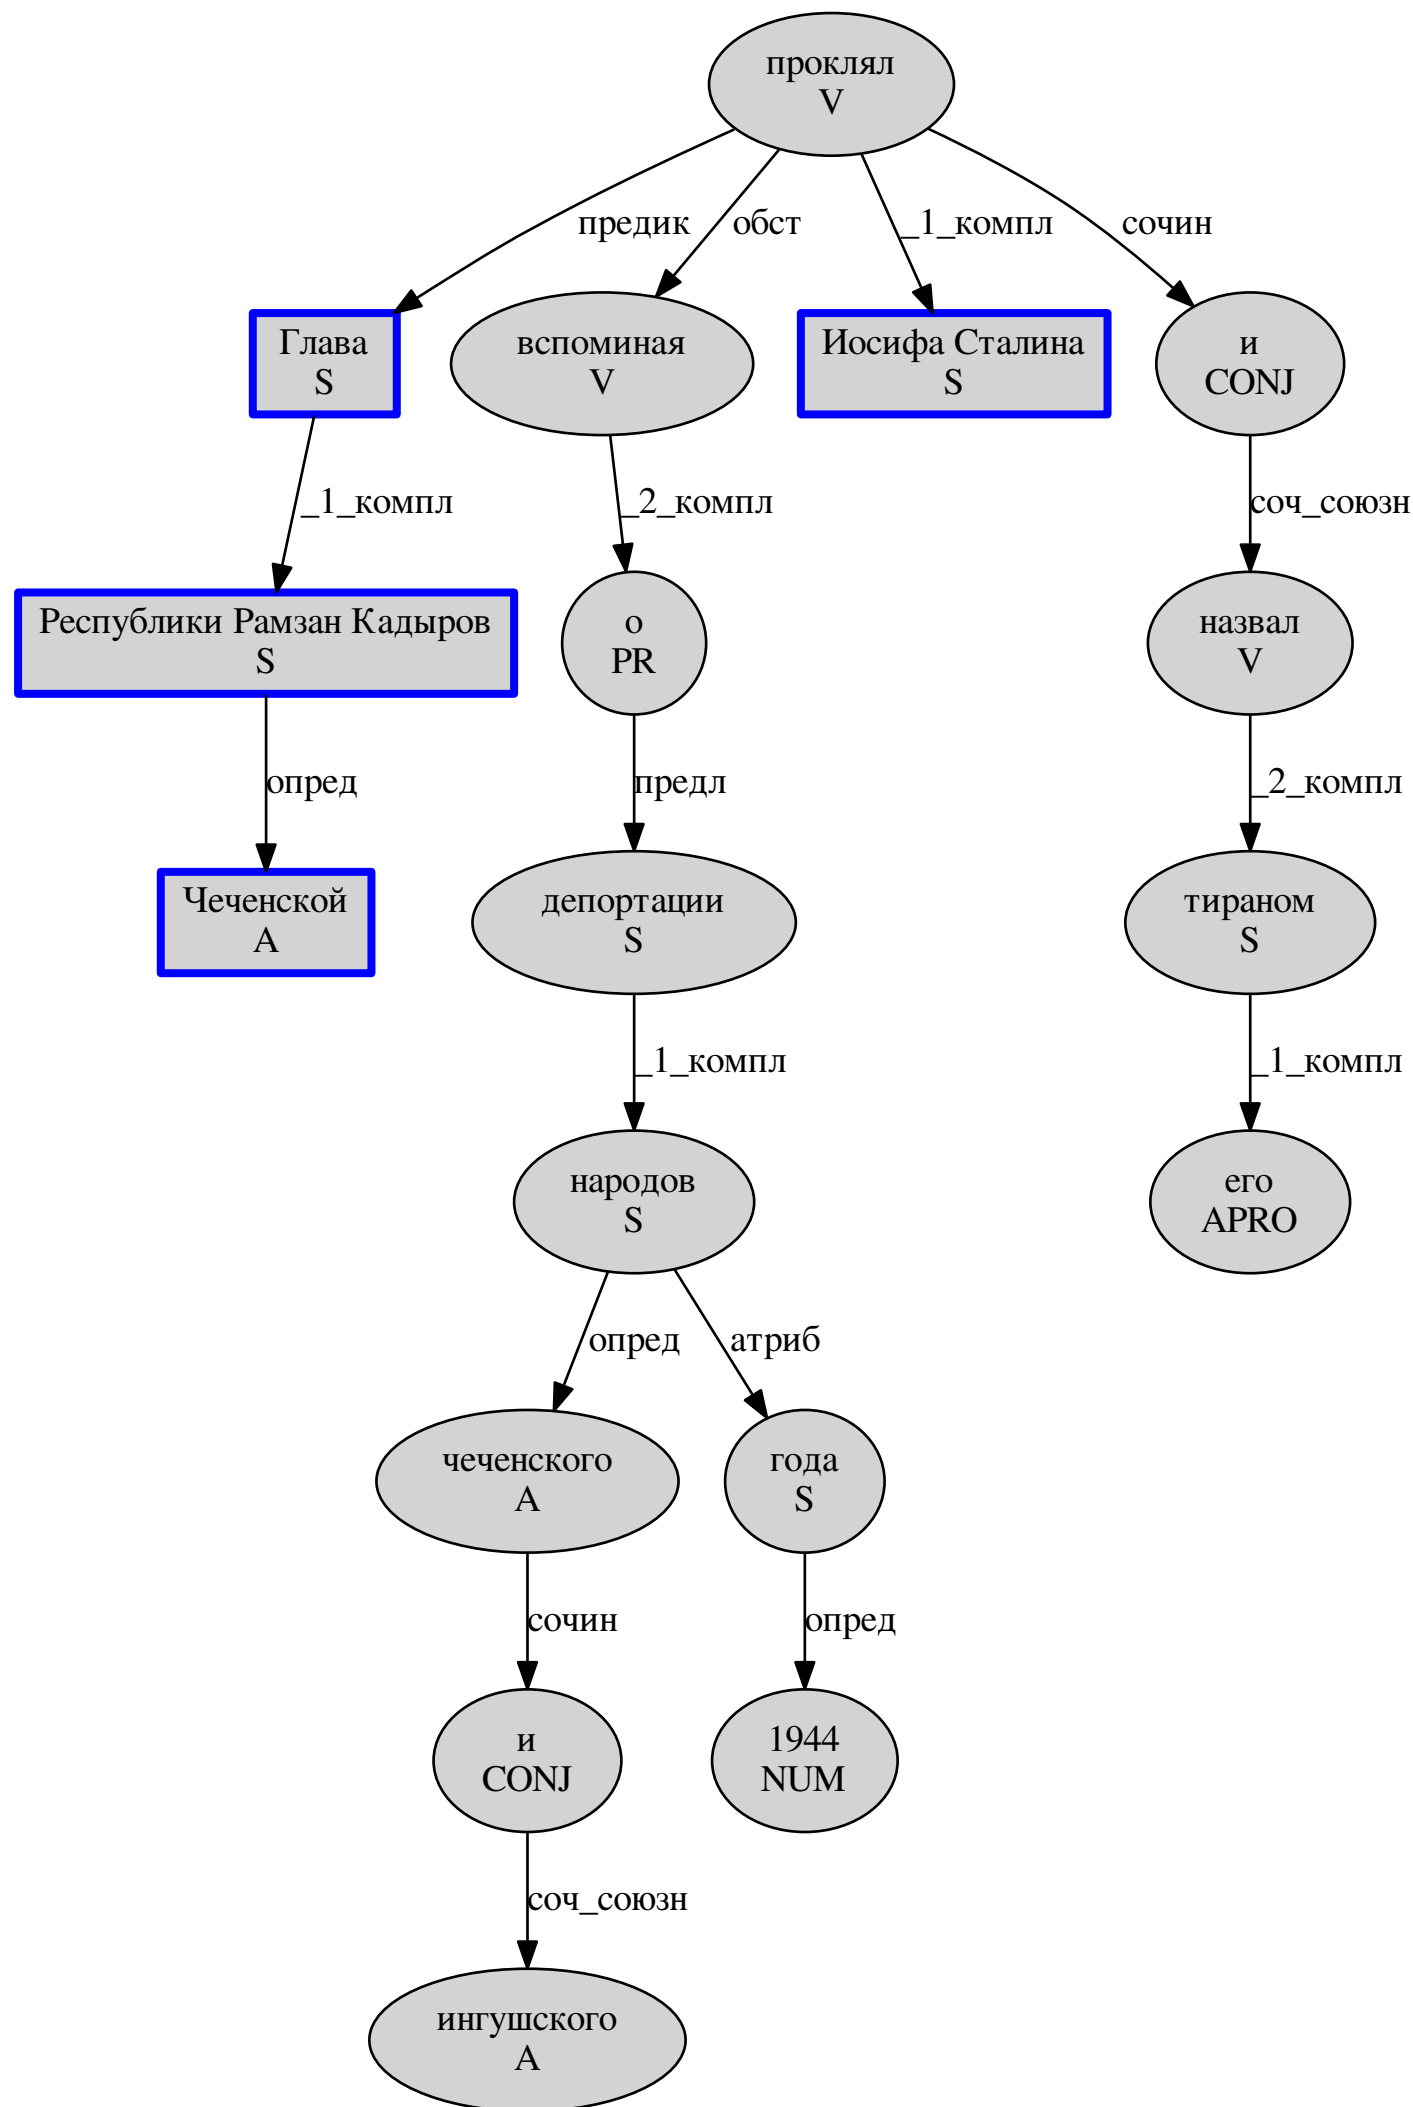 проклял
V
предик
обст
_1_компл
сочин
Глава
S
вспоминая
V
Иосифа Сталина
S
и
CONJ
_1_компл
_2_компл
соч_союзн
Республики Рамзан Кадыров
S
о
PR
назвал
V
опред
предл
_2_компл
Чеченской
A
депортации
S
тираном
S
_1_компл
_1_компл
народов
S
его
APRO
опред
атриб
чеченского
A
года
S
сочин
опред
и
CONJ
1944
NUM
соч_союзн
ингушского
A